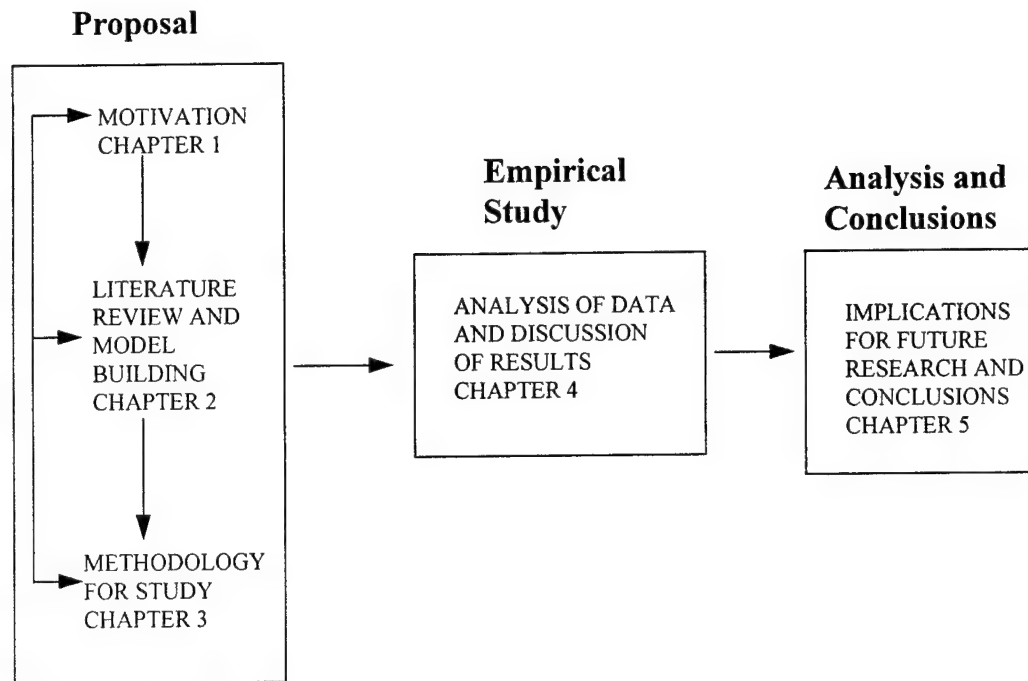 Proposal
MOTIVATION
CHAPTER 1
LITERATURE
REVIEW AND
MODEL
BUILDING
CHAPTER 2
METHODOLOGY
FOR STUDY
CHAPTER 3
Empirical
Study
ANALYSIS OF DATA
AND DISCUSSION
OF RESULTS
CHAPTER 4
Analysis and
Conclusions
IMPLICATIONS
FOR FUTURE
RESEARCH AND
CONCLUSIONS
CHAPTER 5